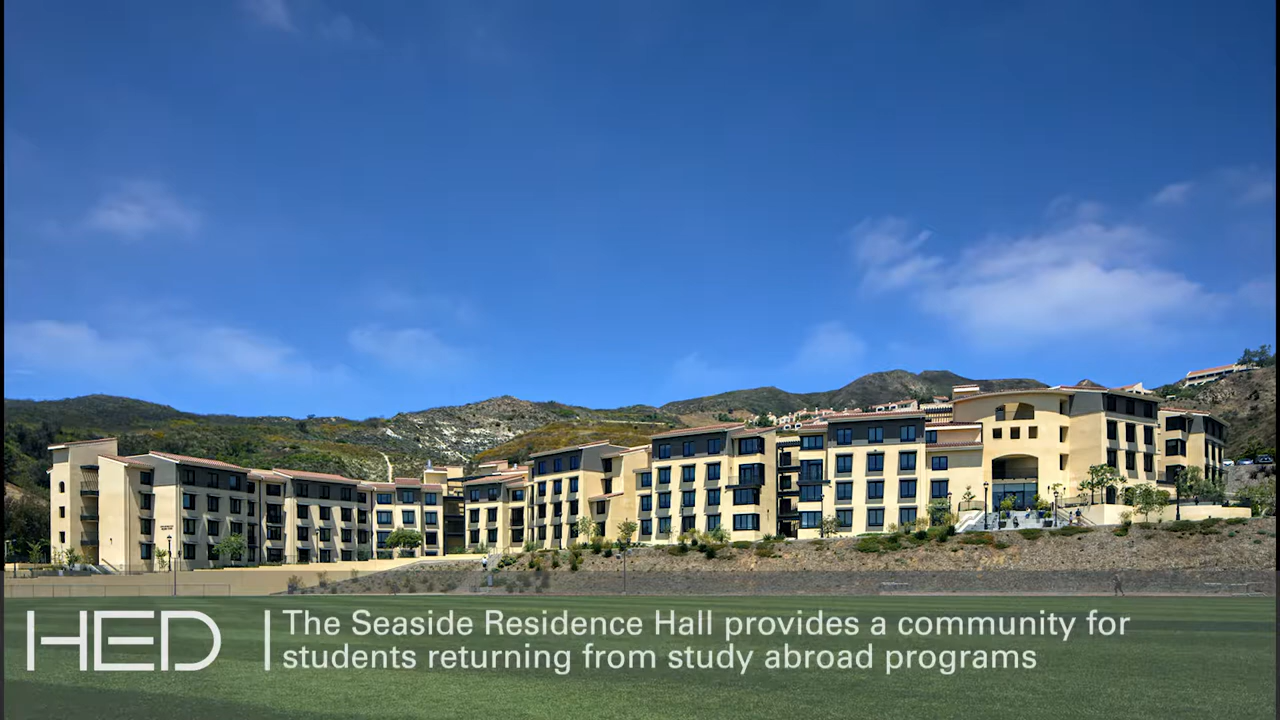 HED
The Seaside Residence Hall provides a community for
students returning from study abroad programs